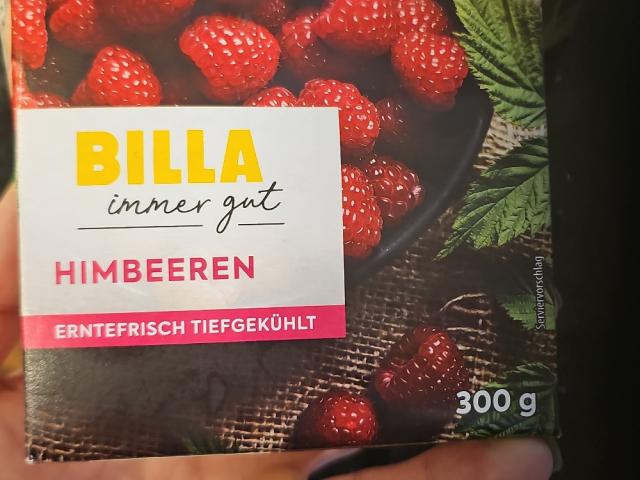 BILLA
immer gut
HIMBEEREN
ERNTEFRISCH TIEFGEKÜHLT
Serviervorschlag
300 g